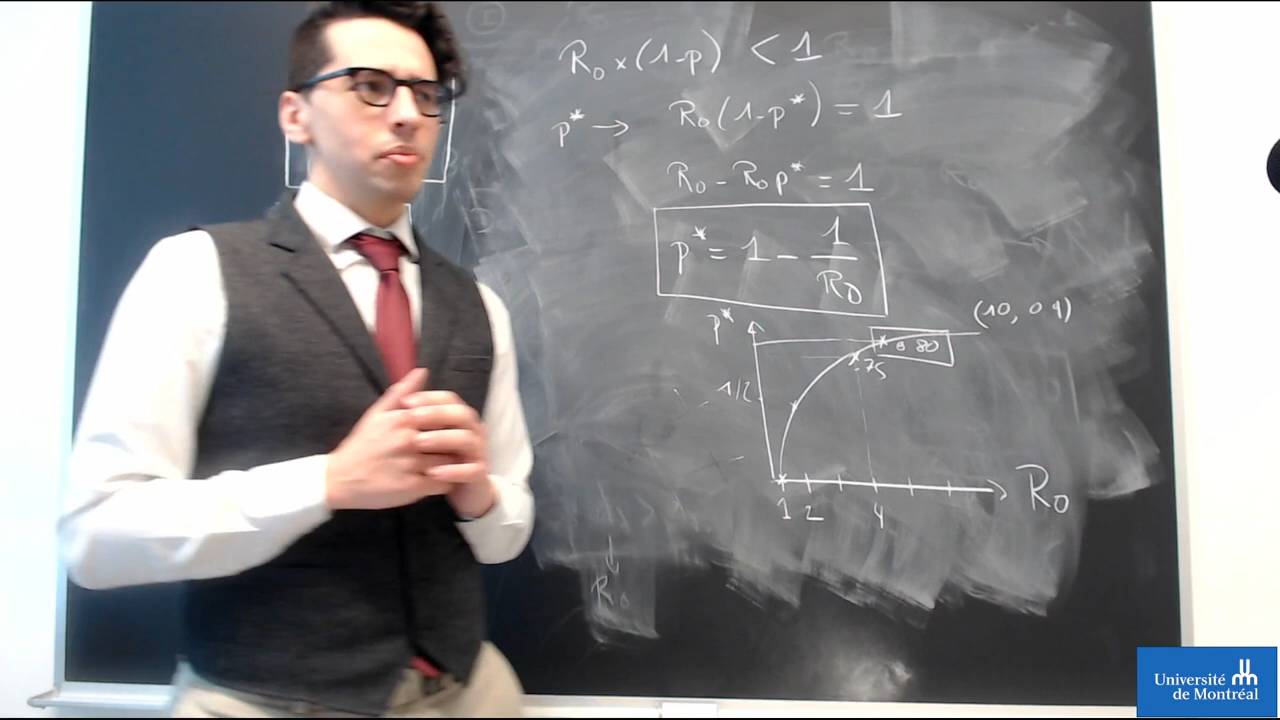 R0 × (1-p) < 1
p* → R0(1-p*) = 1
R0 - R0p* = 1
p* = 1 - 1/R0
(10, 0 9)
p*
0 80
.75
1/2
R0
1 2 4
↓
R0
Université
de Montréal